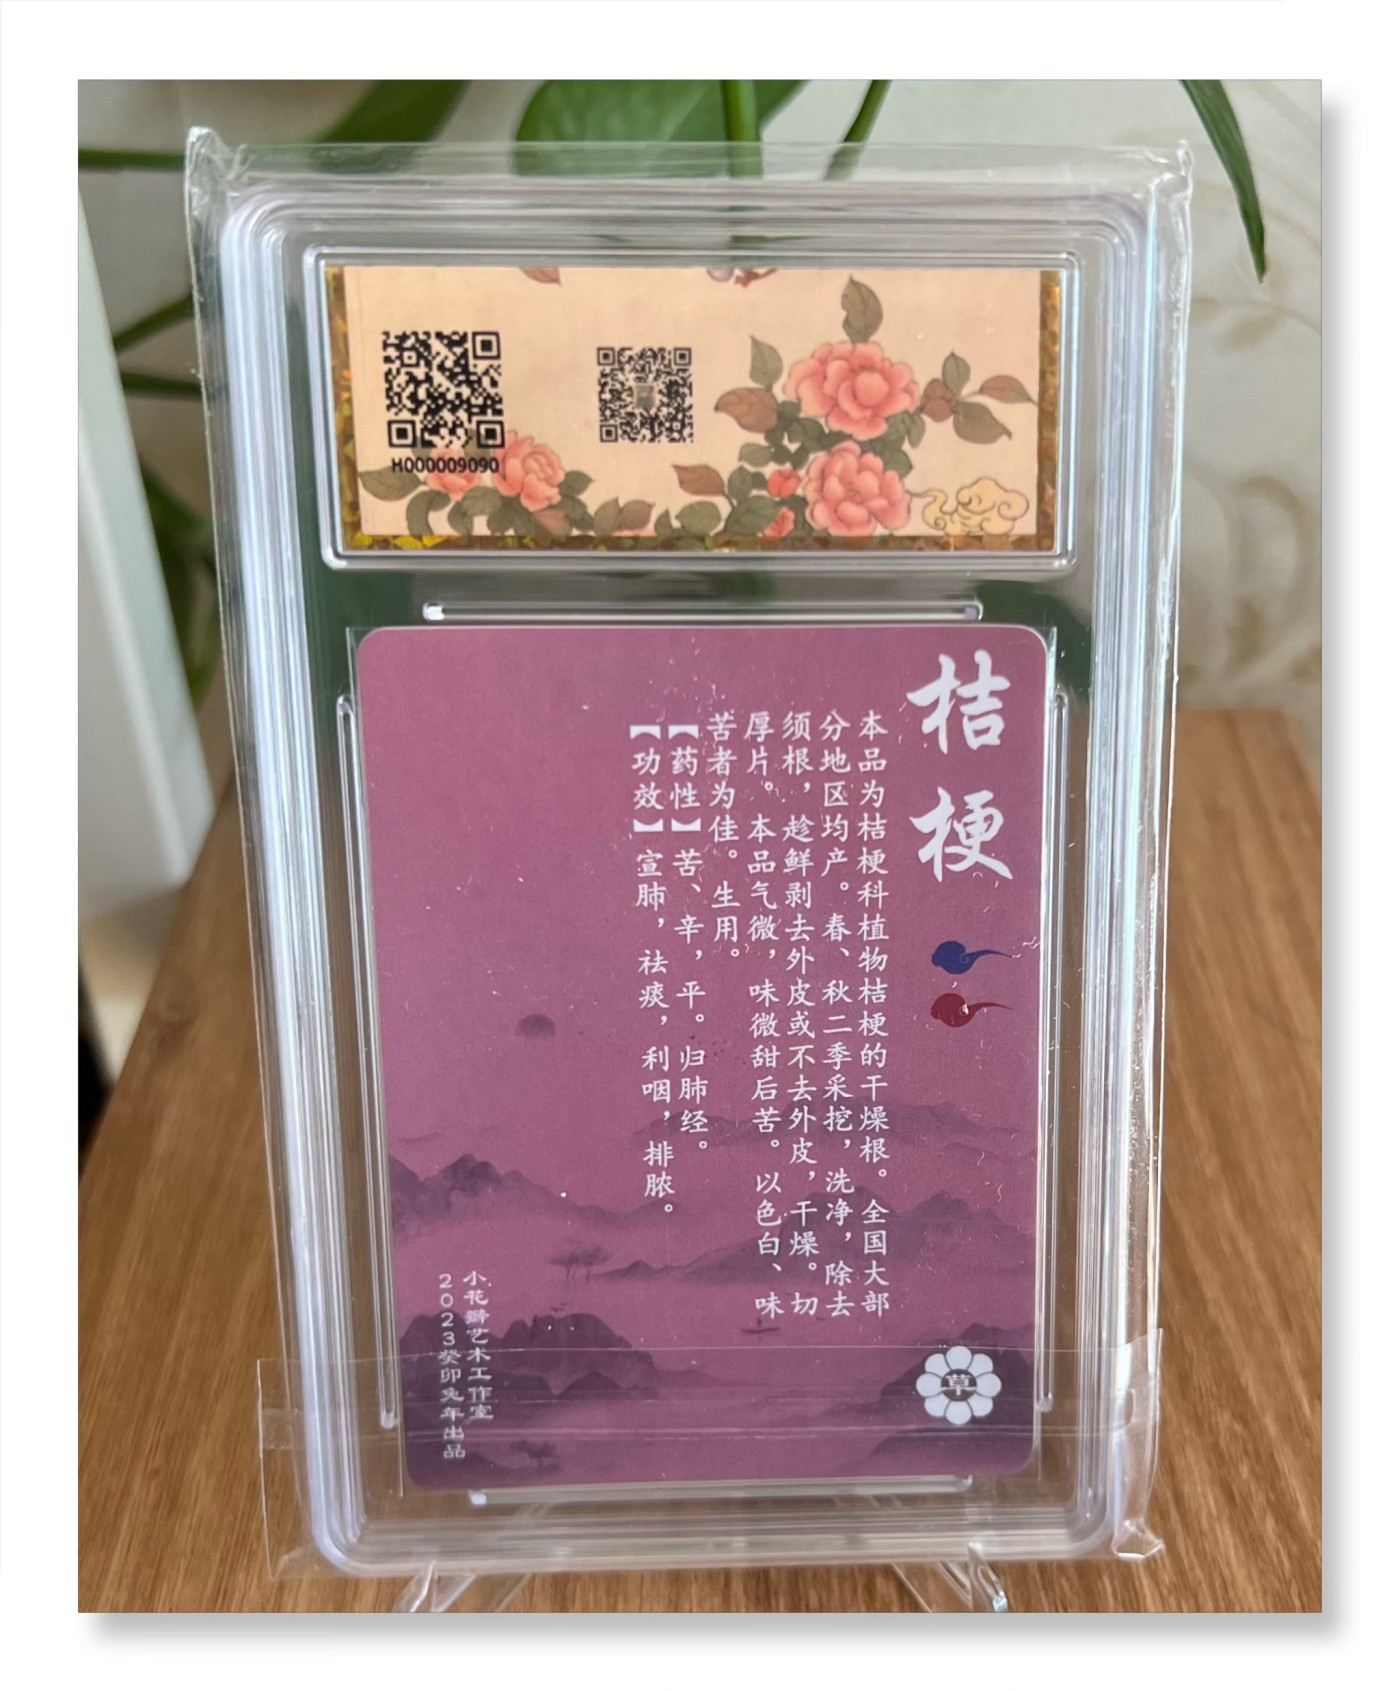 H000009090
桔梗
本品为桔梗科植物桔梗的干燥根。全国大部
分地区均产。春、秋二季采挖，洗净，除去
须根，趁鲜剥去外皮或不去外皮，干燥。切
厚片。本品气微，味微甜后苦。以色白、味
苦者为佳。生用。
【药性】苦、辛，平。归肺经。
【功效】宣肺，祛痰，利咽，排脓。
草
小花瓣艺术工作室
2023癸卯兔年出品